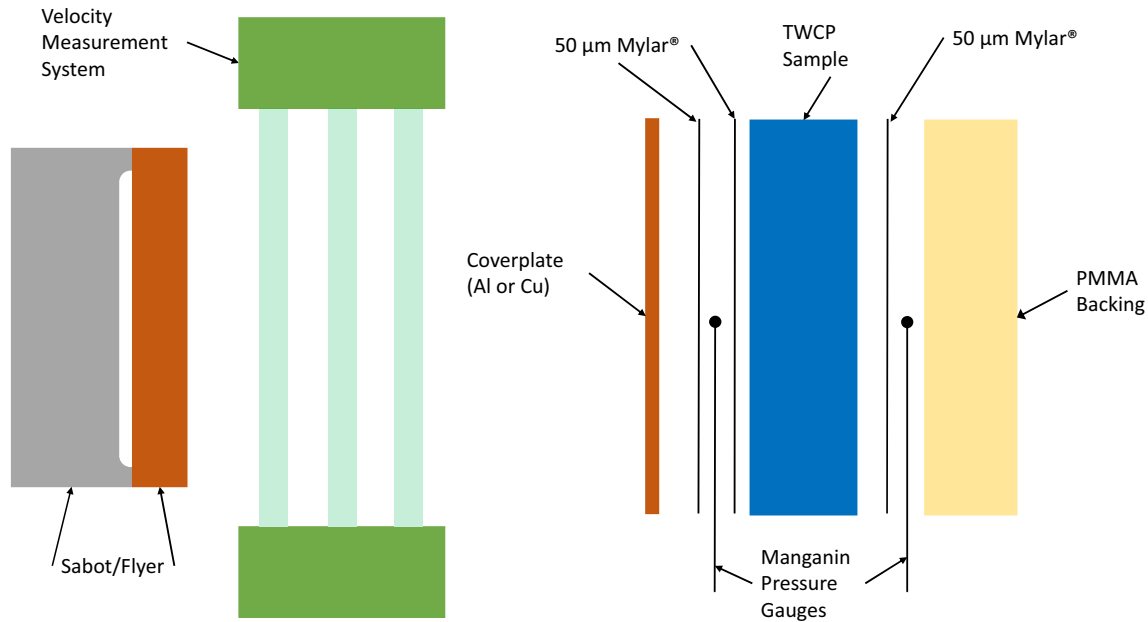 Velocity
Measurement
System
50 μm Mylar®
TWCP
Sample
50 μm Mylar®
Coverplate
(Al or Cu)
PMMA
Backing
Sabot/Flyer
Manganin
Pressure
Gauges